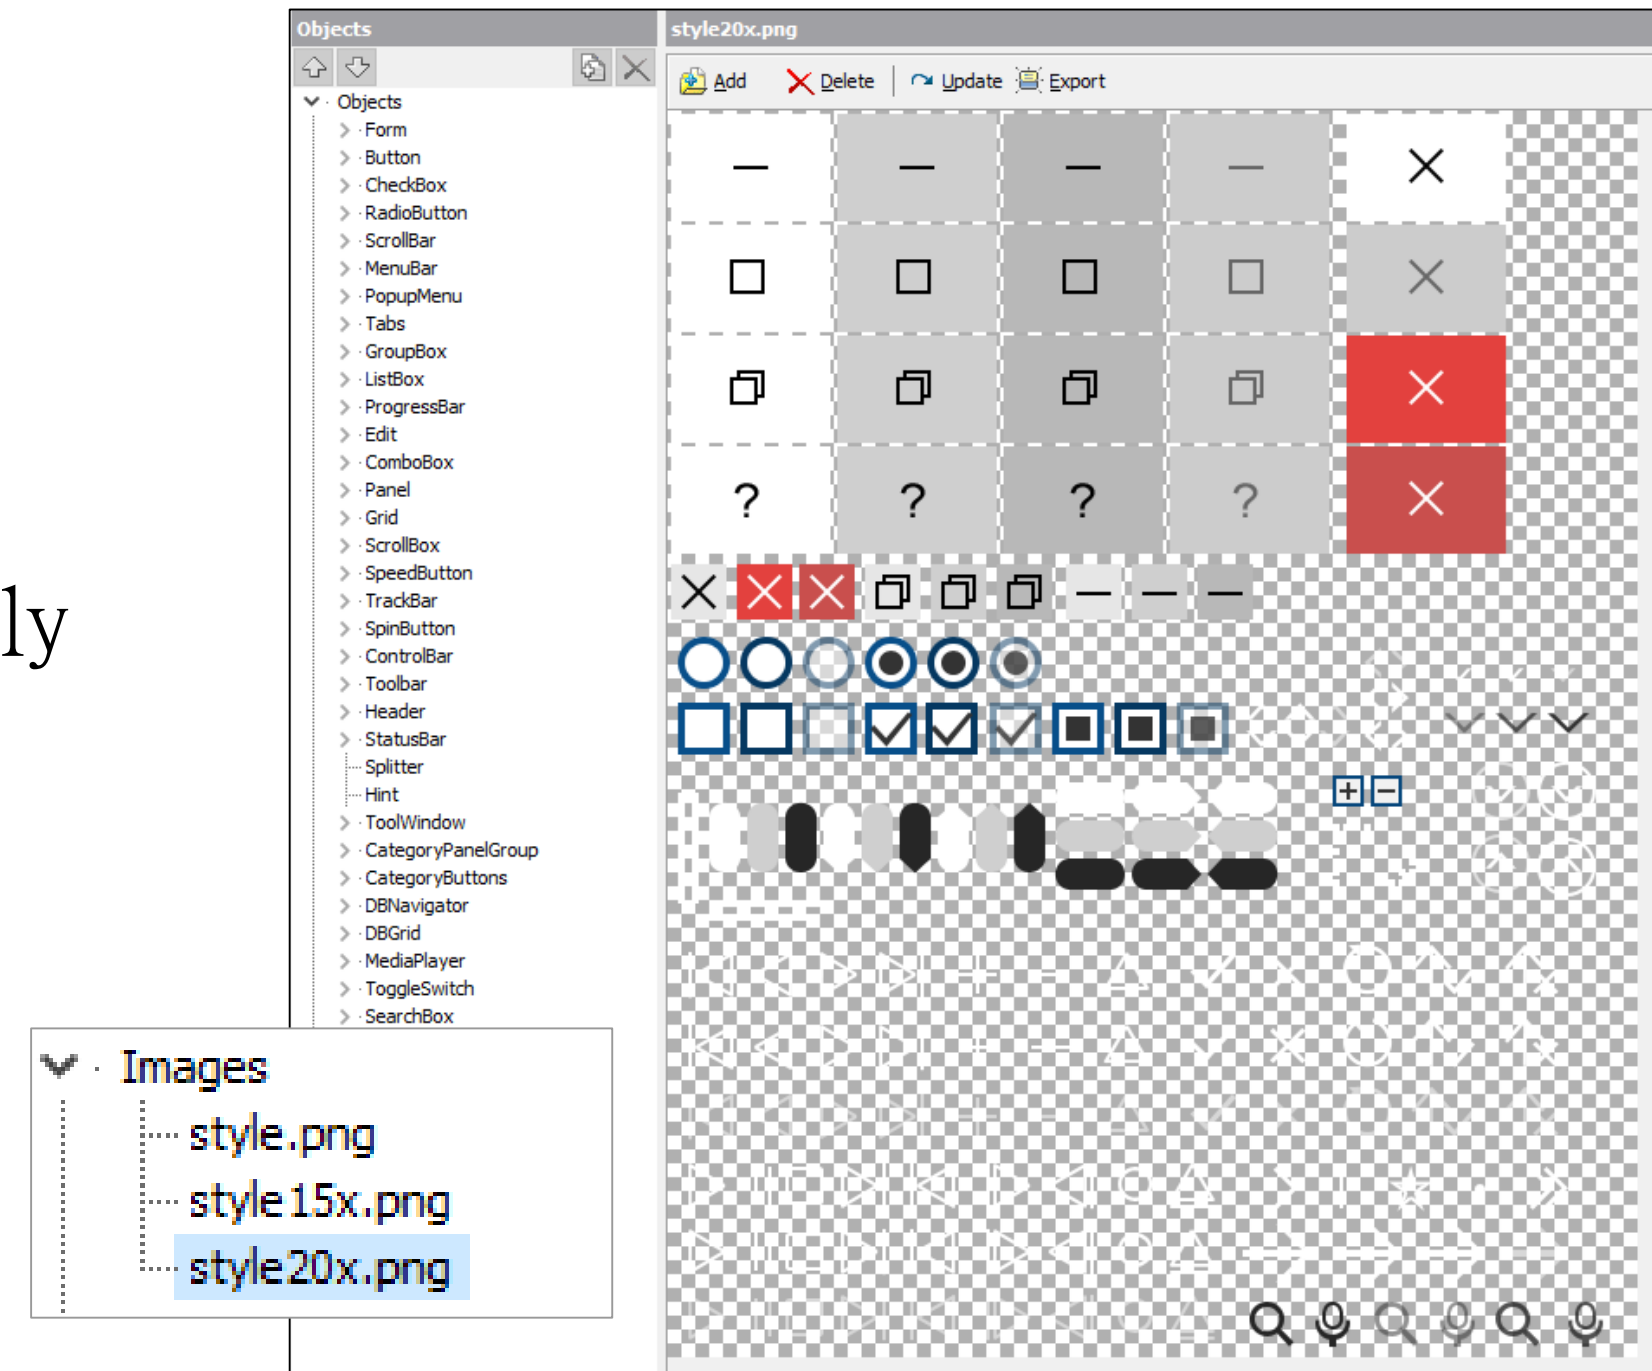 Objects
style20x.png
Add Delete Update Export
Objects
Form
Button
CheckBox
RadioButton
ScrollBar
MenuBar
PopupMenu
Tabs
GroupBox
ListBox
ProgressBar
Edit
ComboBox
Panel
Grid
ScrollBox
SpeedButton
TrackBar
SpinButton
ControlBar
Toolbar
Header
StatusBar
Splitter
Hint
ToolWindow
CategoryPanelGroup
CategoryButtons
DBNavigator
DBGrid
MediaPlayer
ToggleSwitch
SearchBox
? ? ? ?
ly
Images
style.png
style15x.png
style20x.png